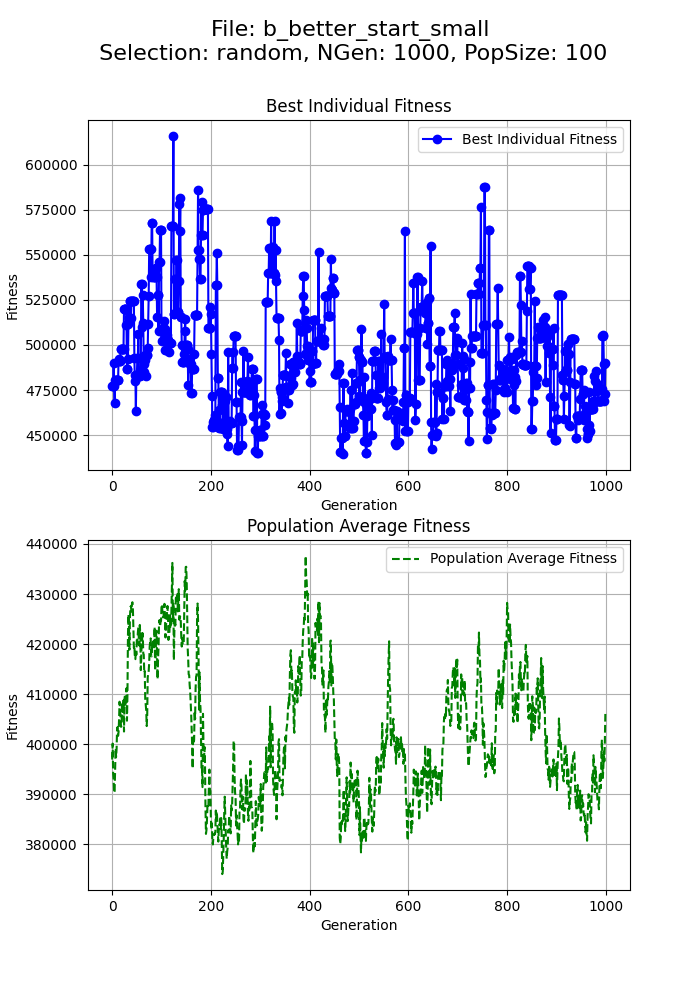 File: b_better_start_small
Selection: random, NGen: 1000, PopSize: 100
Best Individual Fitness
Best Individual Fitness
600000
575000
550000
525000
500000
475000
450000
Fitness
0 200 400 600 800 1000
Generation
Population Average Fitness
Population Average Fitness
440000
430000
420000
410000
400000
390000
380000
Fitness
0 200 400 600 800 1000
Generation